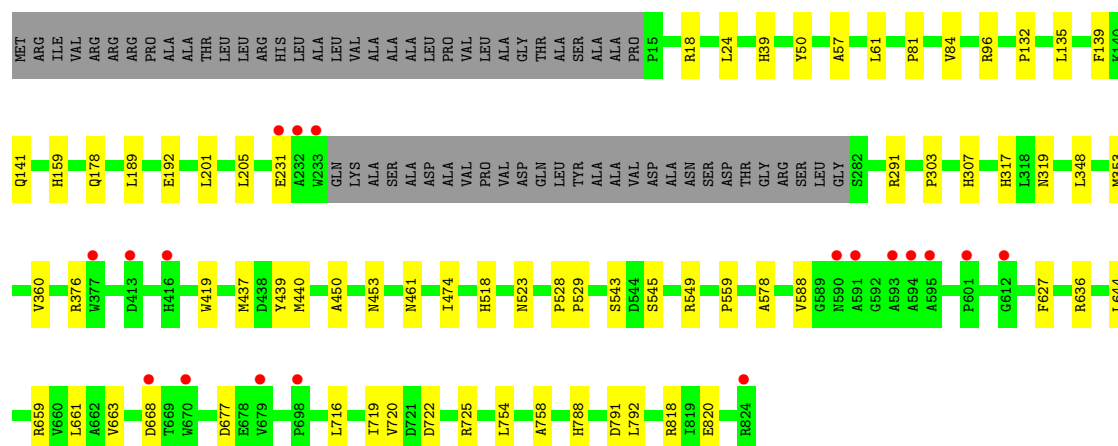 MET ARG ILE VAL ARG ARG ARG PRO ALA ALA THR LEU LEU ARG HIS LEU ALA LEU VAL ALA ALA ALA LEU PRO VAL LEU ALA GLY THR ALA SER ALA ALA PRO P15 R18 L24 H39 Y50 A57 L61 P81 V84 R96 P132 L135 F139 K140
Q141 H159 Q178 L189 E192 L201 L205 E231 A232 W233 GLN LYS ALA SER ALA ASP ALA VAL PRO VAL ASP GLN LEU TYR ALA ALA VAL ASP ALA ASN SER ASP THR GLY ARG SER LEU GLY S282 R291 P303 H307 H317 L318 N319 L348 M353
V360 R376 W377 D413 H416 W419 M437 D438 Y439 M440 A450 N453 N461 I474 H518 N523 P528 P529 S543 D544 S545 R549 P559 A578 V588 G589 N590 A591 G592 A593 A594 A595 P601 G612 F627 R636
R659 V660 L661 A662 V663 D668 T669 W670 D677 E678 V679 P698 L716 I719 V720 D721 D722 R725 L754 A758 H788 D791 L792 R818 I819 E820 R824